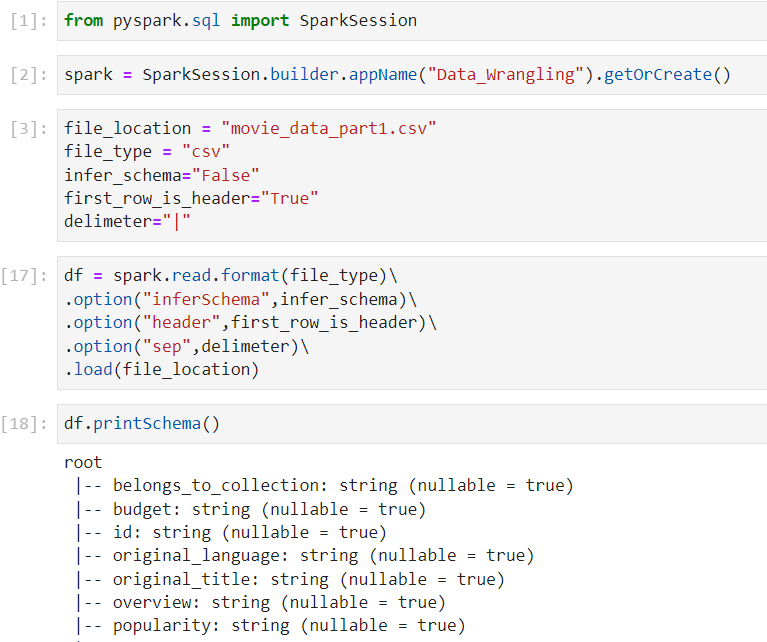 [1]: from pyspark.sql import SparkSession
[2]: spark = SparkSession.builder.appName("Data_Wrangling").getOrCreate()
[3]: file_location = "movie_data_part1.csv"
file_type = "csv"
infer_schema="False"
first_row_is_header="True"
delimeter="|"
[17]: df = spark.read.format(file_type)\
.option("inferSchema",infer_schema)\
.option("header",first_row_is_header)\
.option("sep",delimeter)\
.load(file_location)
[18]: df.printSchema()
root
|-- belongs_to_collection: string (nullable = true)
|-- budget: string (nullable = true)
|-- id: string (nullable = true)
|-- original_language: string (nullable = true)
|-- original_title: string (nullable = true)
|-- overview: string (nullable = true)
|-- popularity: string (nullable = true)